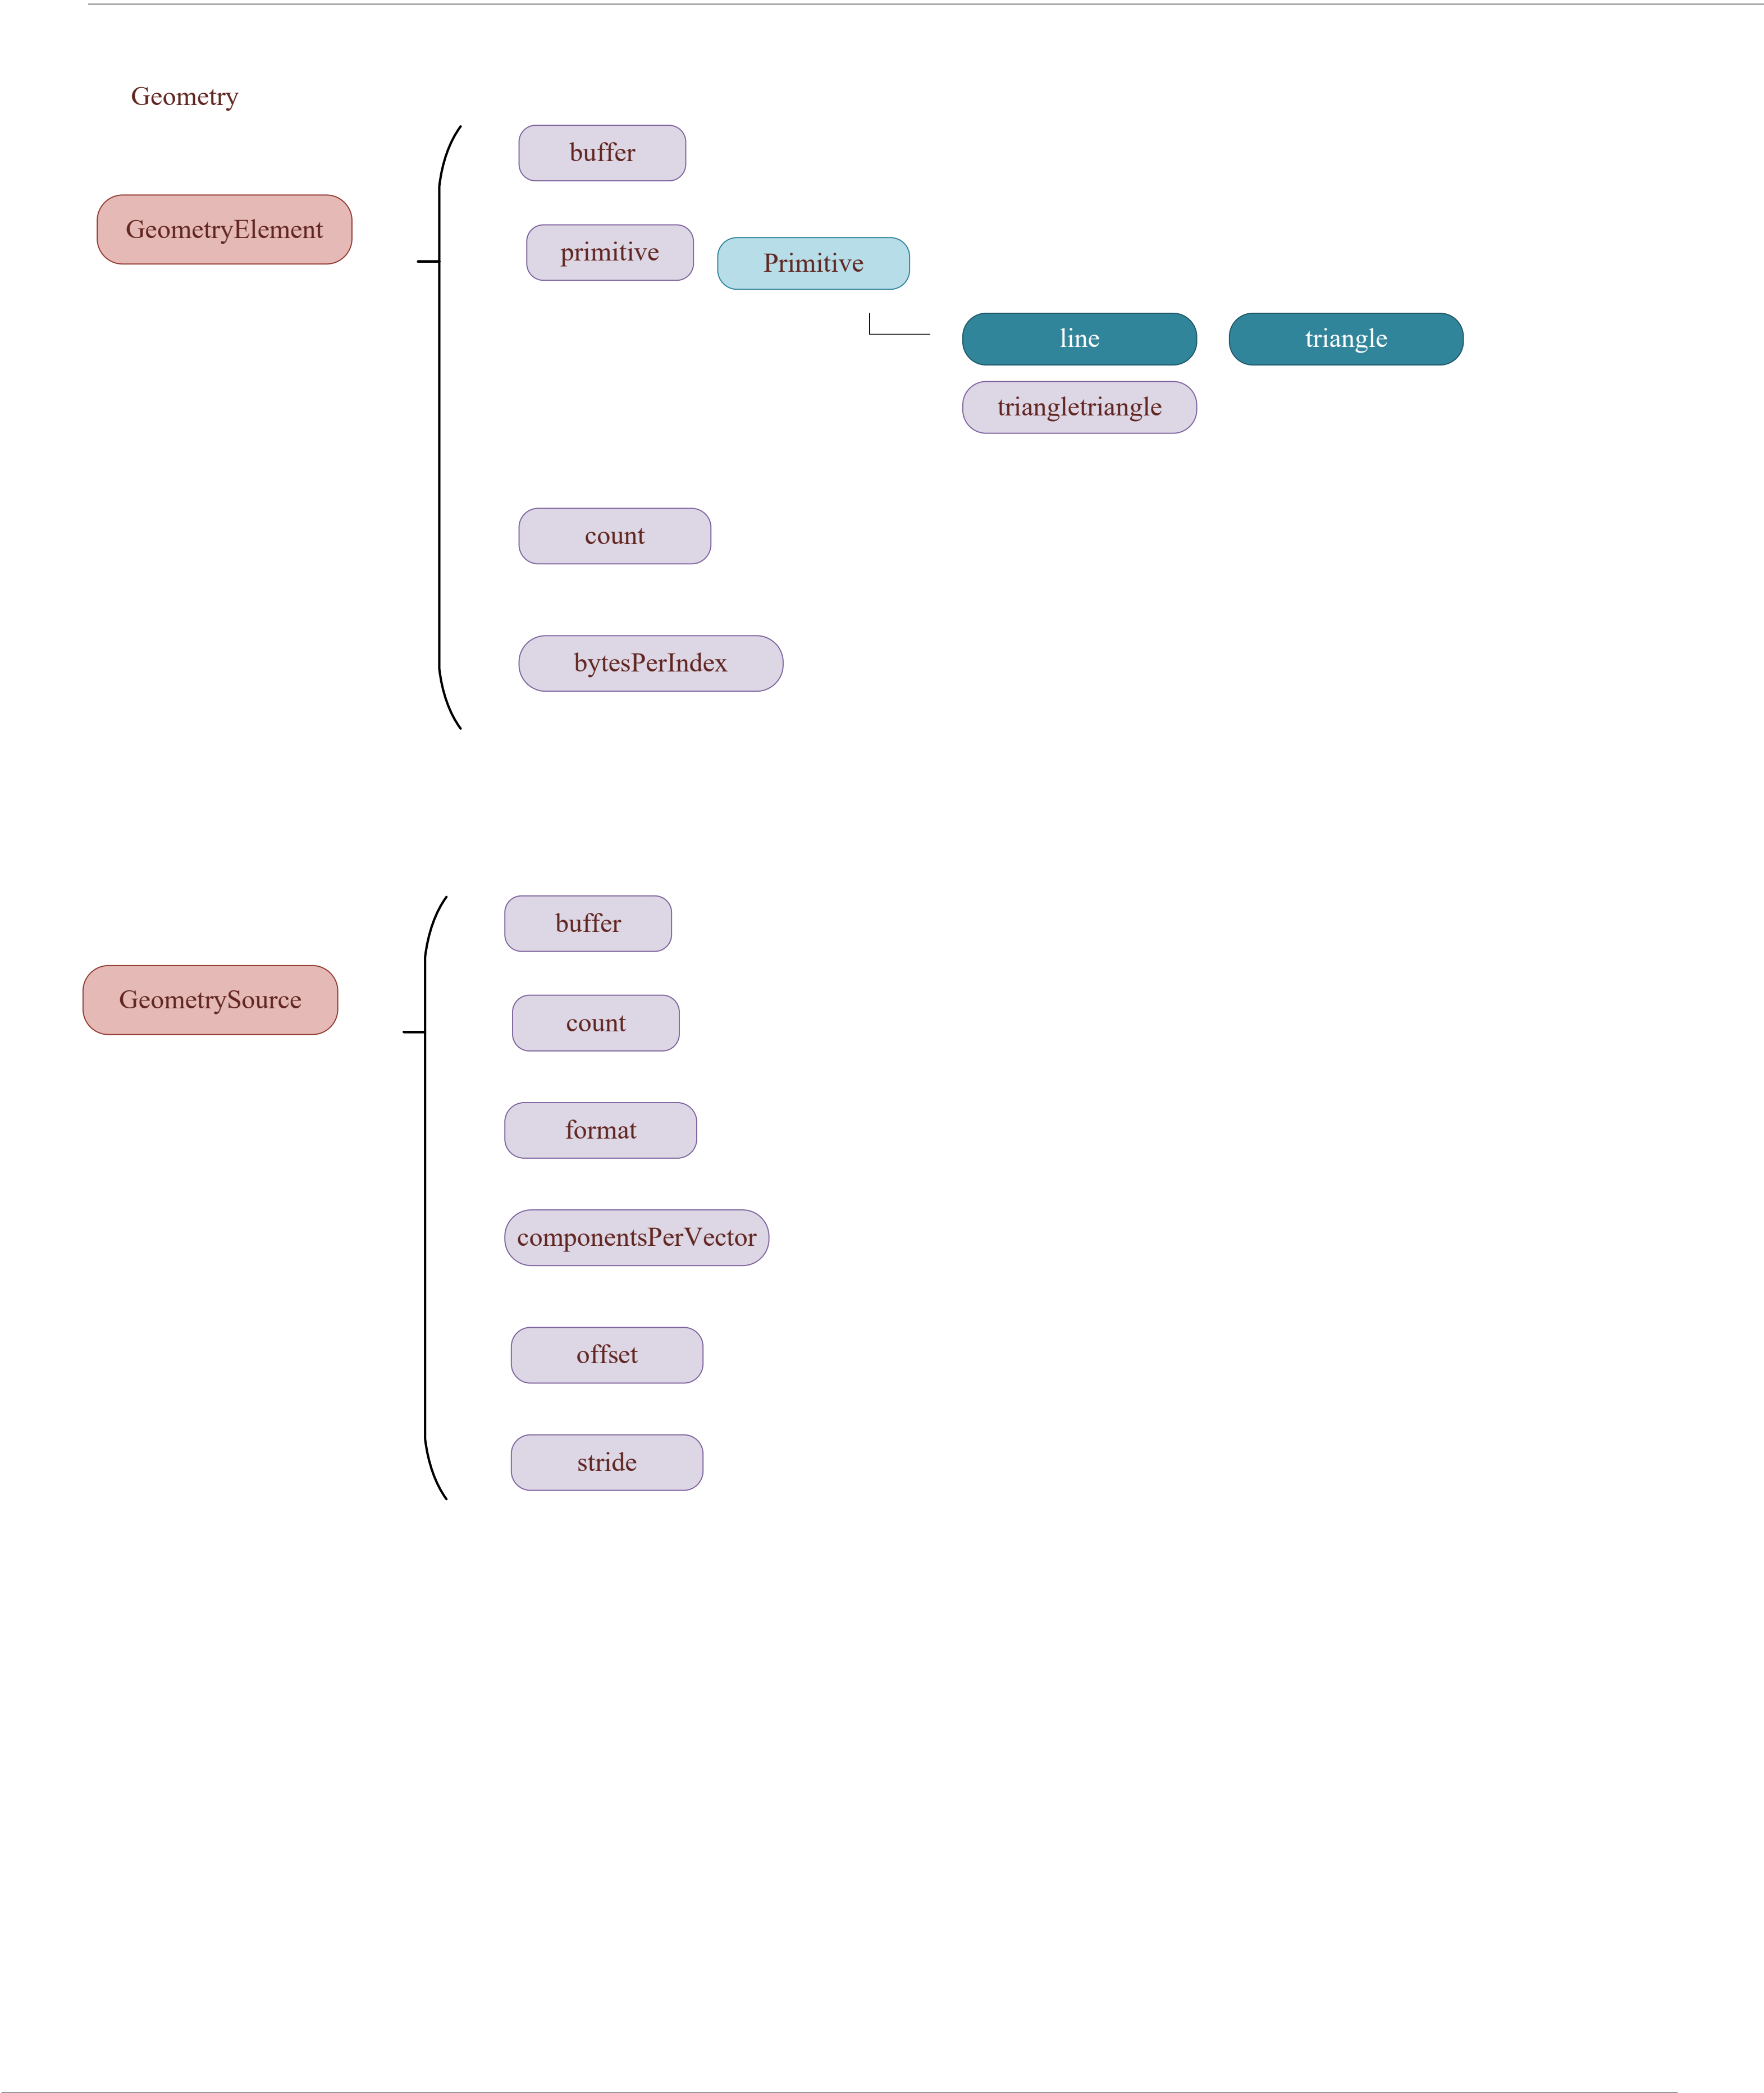 Geometry
GeometryElement
buffer
primitive
Primitive
line
triangle
triangletriangle
count
bytesPerIndex
GeometrySource
buffer
count
format
componentsPerVector
offset
stride